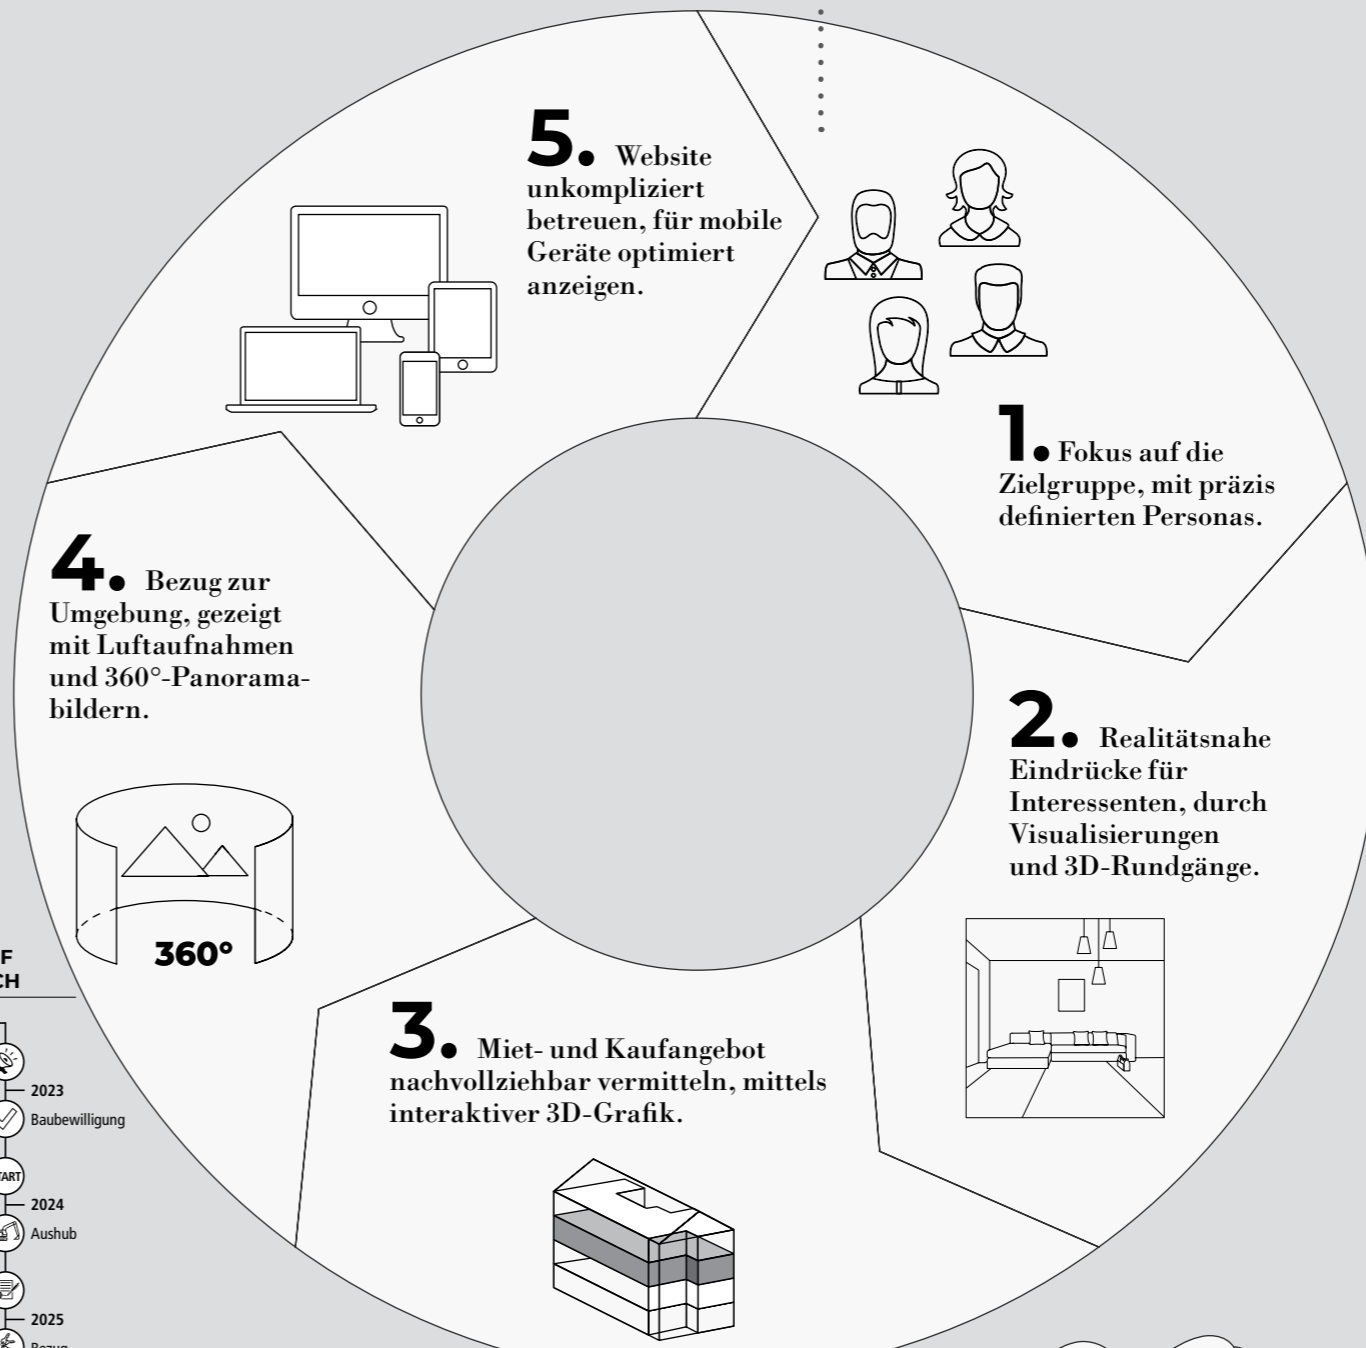 5. Website
unkompliziert
betreuen, für mobile
Geräte optimiert
anzeigen.
1. Fokus auf die
Zielgruppe, mit präzis
definierten Personas.
2. Realitätsnahe
Eindrücke für
Interessenten, durch
Visualisierungen
und 3D-Rundgänge.
3. Miet- und Kaufangebot
nachvollziehbar vermitteln, mittels
interaktiver 3D-Grafik.
4. Bezug zur
Umgebung, gezeigt
mit Luftaufnahmen
und 360°-Panorama-
bildern.
360°
2023
Baubewilligung
2024
Aushub
2025
Bezug